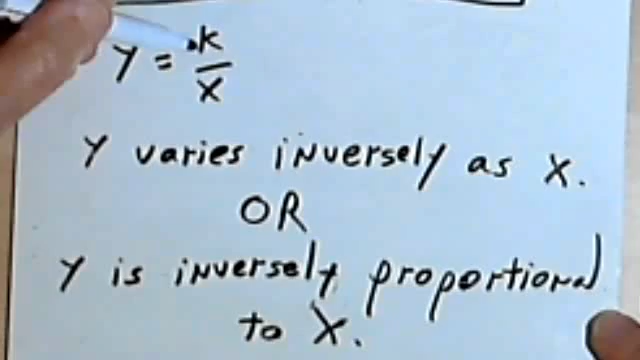 Y = k/x
Y varies inversely as X.
OR
Y is inversely proportional
to X.